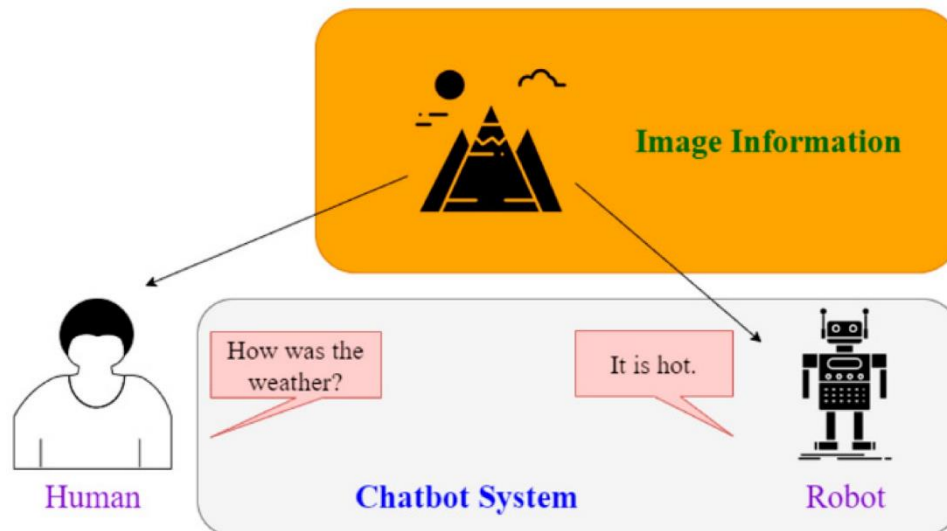 Image Information
How was the
weather?
It is hot.
Human
Chatbot System
Robot